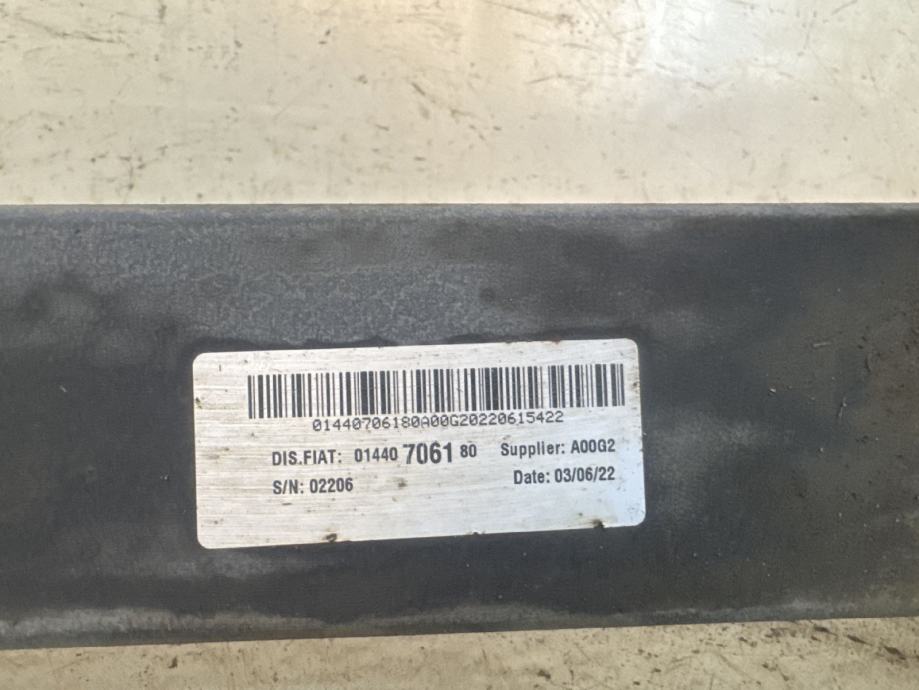 01440706180A00G20220615422
DIS.FIAT: 01440 7061 80 Supplier: A00G2
S/N: 02206 Date: 03/06/22